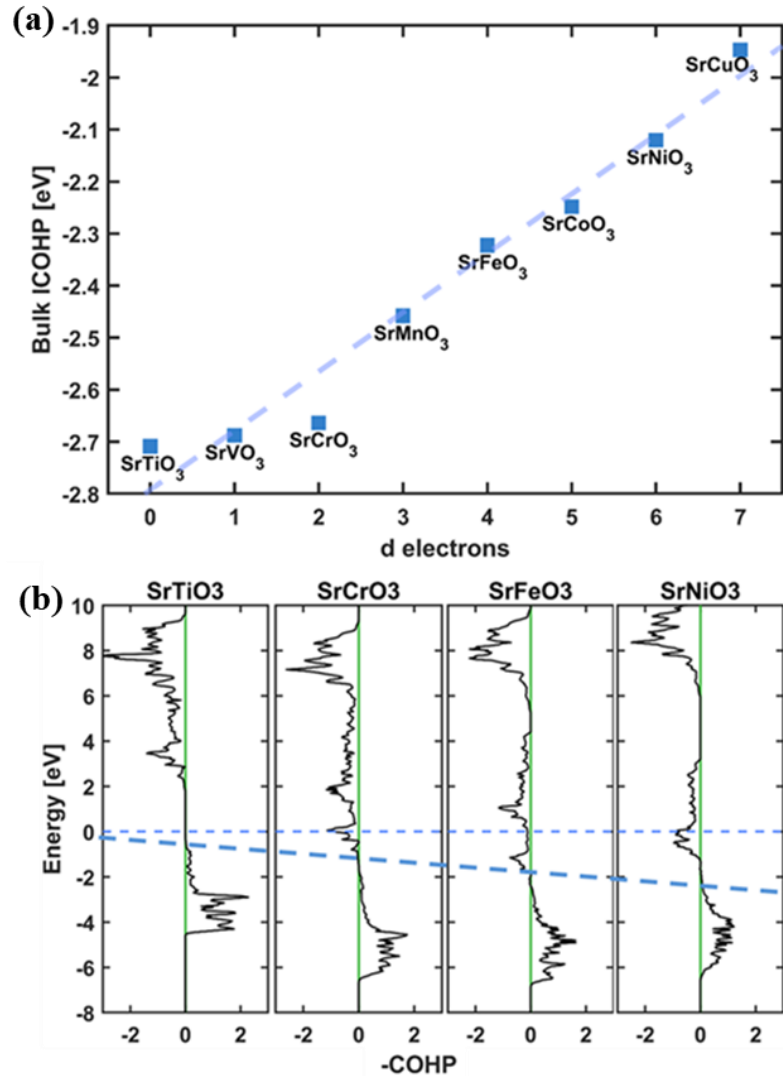 (a)
-1.9
-2
-2.1
-2.2
-2.3
-2.4
-2.5
-2.6
-2.7
-2.8
Bulk ICOHP [eV]
SrCuO3
SrNiO3
SrCoO3
SrFeO3
SrMnO3
SrCrO3
SrVO3
SrTiO3
0 1 2 3 4 5 6 7
d electrons
(b)
SrTiO3 SrCrO3 SrFeO3 SrNiO3
10
8
6
4
2
0
-2
-4
-6
-8
Energy [eV]
-2 0 2 -2 0 2 -2 0 2 -2 0 2
-COHP